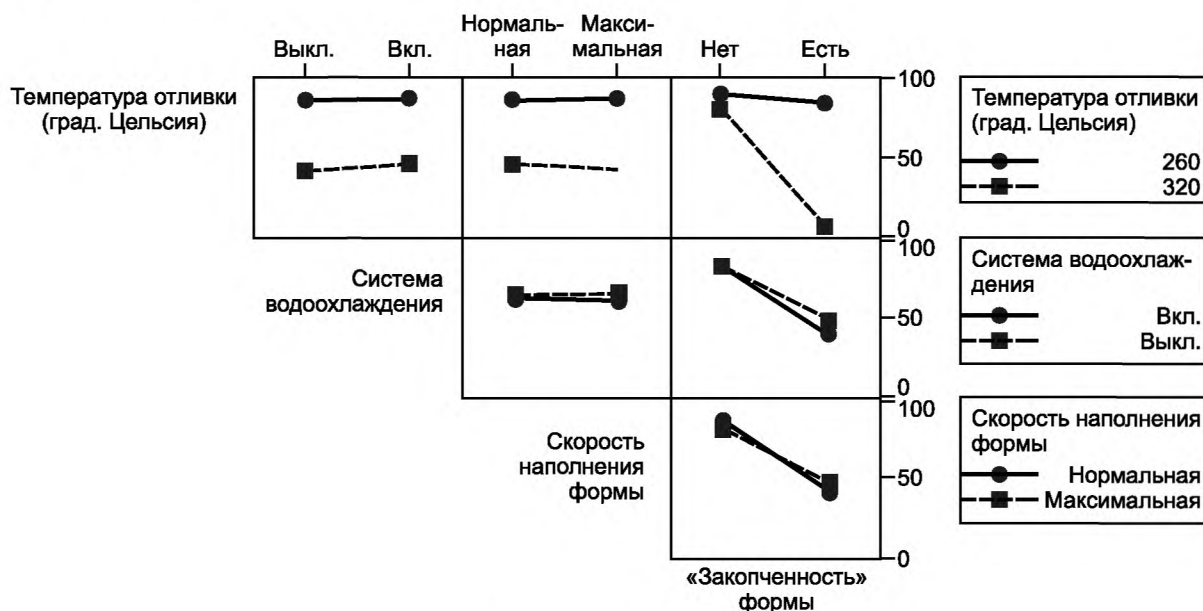 Выкл.
Вкл.
Нормаль-
ная
Макси-
мальная
Нет
Есть
Температура отливки
(град. Цельсия)
100
50
0
Температура отливки
(град. Цельсия)
260
320
Система
водоохлаждения
100
50
0
Система водоохлаж-
дения
Вкл.
Выкл.
Скорость
наполнения
формы
100
50
0
Скорость наполнения
формы
Нормальная
Максимальная
«Закопченность»
формы